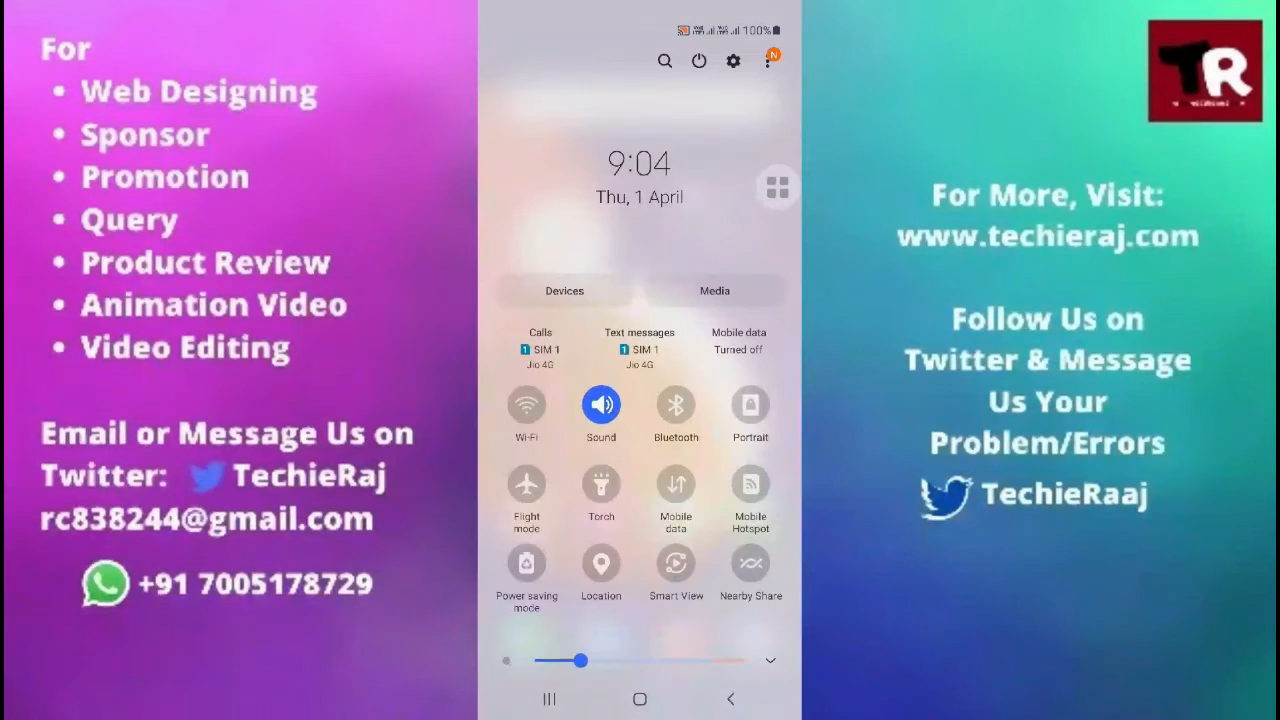 For
• Web Designing
• Sponsor
• Promotion
• Query
• Product Review
• Animation Video
• Video Editing
Email or Message Us on
Twitter: TechieRaj
rc838244@gmail.com
+91 7005178729
100%
N
9:04
Thu, 1 April
Devices
Media
Calls
Text messages
Mobile data
1 SIM 1
1 SIM 1
Turned off
Jio 4G
Jio 4G
Wi-Fi
Sound
Bluetooth
Portrait
Flight
mode
Torch
Mobile
data
Mobile
Hotspot
Power saving
mode
Location
Smart View
Nearby Share
TR
For More, Visit:
www.techieraj.com
Follow Us on
Twitter & Message
Us Your
Problem/Errors
TechieRaaj